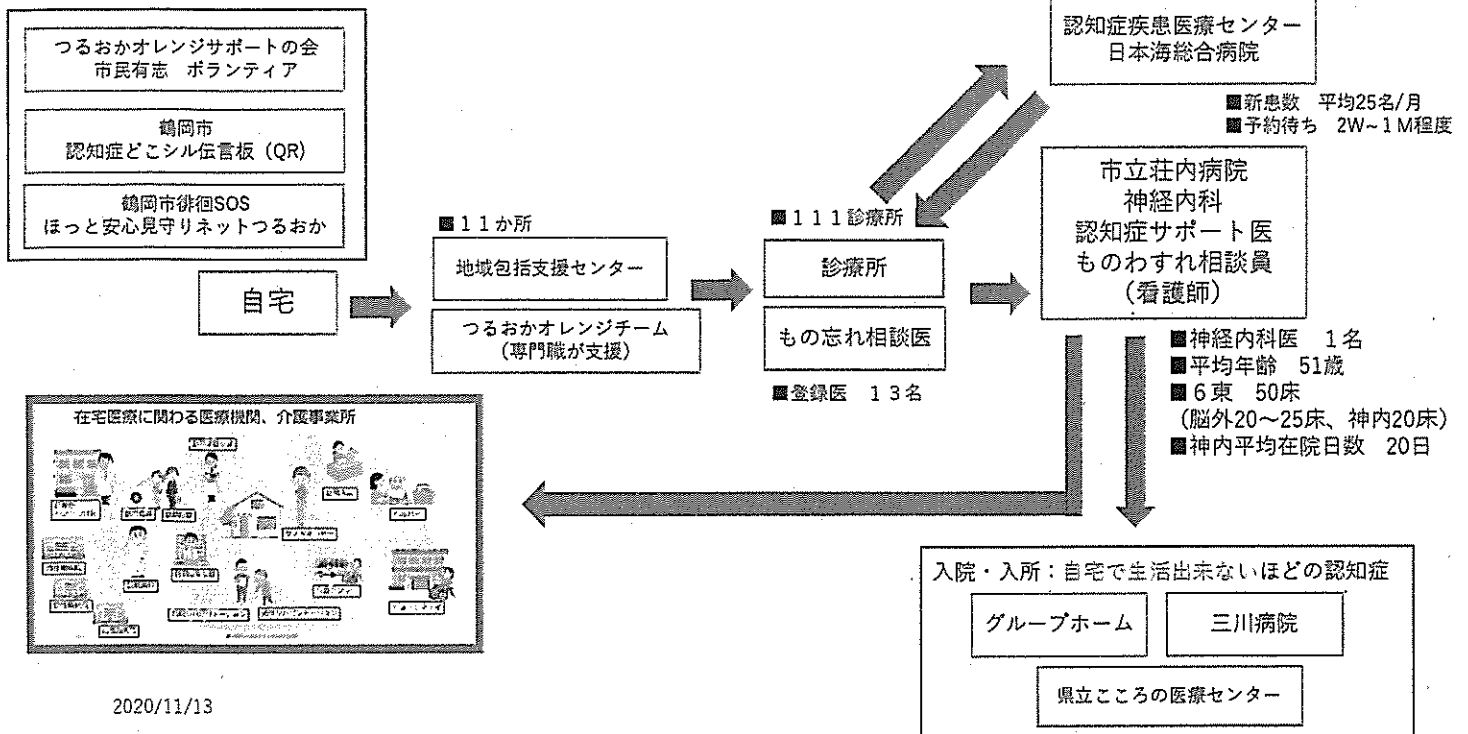 つるおかオレンジサポートの会
市民有志　ボランティア
鶴岡市
認知症どこシル伝言板（QR）
鶴岡市徘徊SOS
ほっと安心見守りネットつるおか
自宅
■１１か所
地域包括支援センター
つるおかオレンジチーム
（専門職が支援）
■１１１診療所
診療所
もの忘れ相談医
■登録医　１３名
認知症疾患医療センター
日本海総合病院
■新患数　平均25名/月
■予約待ち　2W~１M程度
市立荘内病院
神経内科
認知症サポート医
ものわすれ相談員
（看護師）
■神経内科医　１名
■平均年齢　51歳
■６東　50床
（脳外20～25床、神内20床）
■神内平均在院日数　20日
在宅医療に関わる医療機関、介護事業所
入院・入所：自宅で生活出来ないほどの認知症
グループホーム
三川病院
県立こころの医療センター
2020/11/13